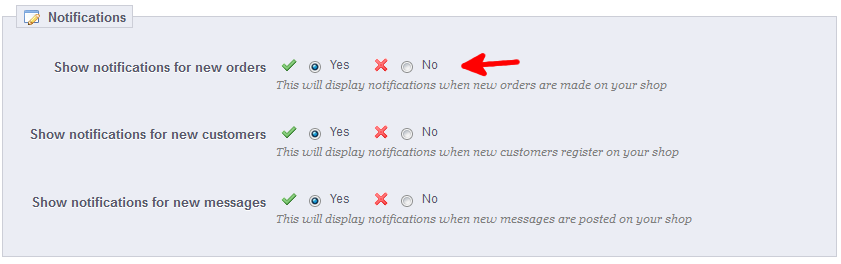 Notifications
Show notifications for new orders Yes No
This will display notifications when new orders are made on your shop
Show notifications for new customers Yes No
This will display notifications when new customers register on your shop
Show notifications for new messages Yes No
This will display notifications when new messages are posted on your shop